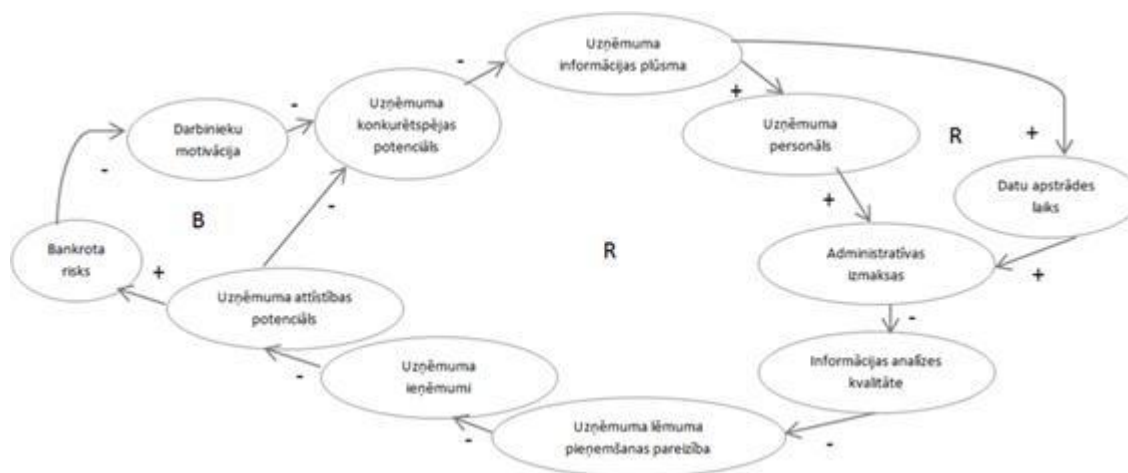 Uzņēmuma
informācijas plūsma
-
+
Uzņēmuma
konkurētspējas
potenciāls
-
Darbinieku
motivācija
Uzņēmuma
personāls
R
+
Datu apstrādes
laiks
-
-
B
+
R
Bankrota
risks
+
Administratīvas
izmaksas
+
Uzņēmuma attīstības
potenciāls
-
Uzņēmuma
ieņēmumi
-
Informācijas analīzes
kvalitāte
Uzņēmuma lēmuma
pieņemšanas pareizība
-
-